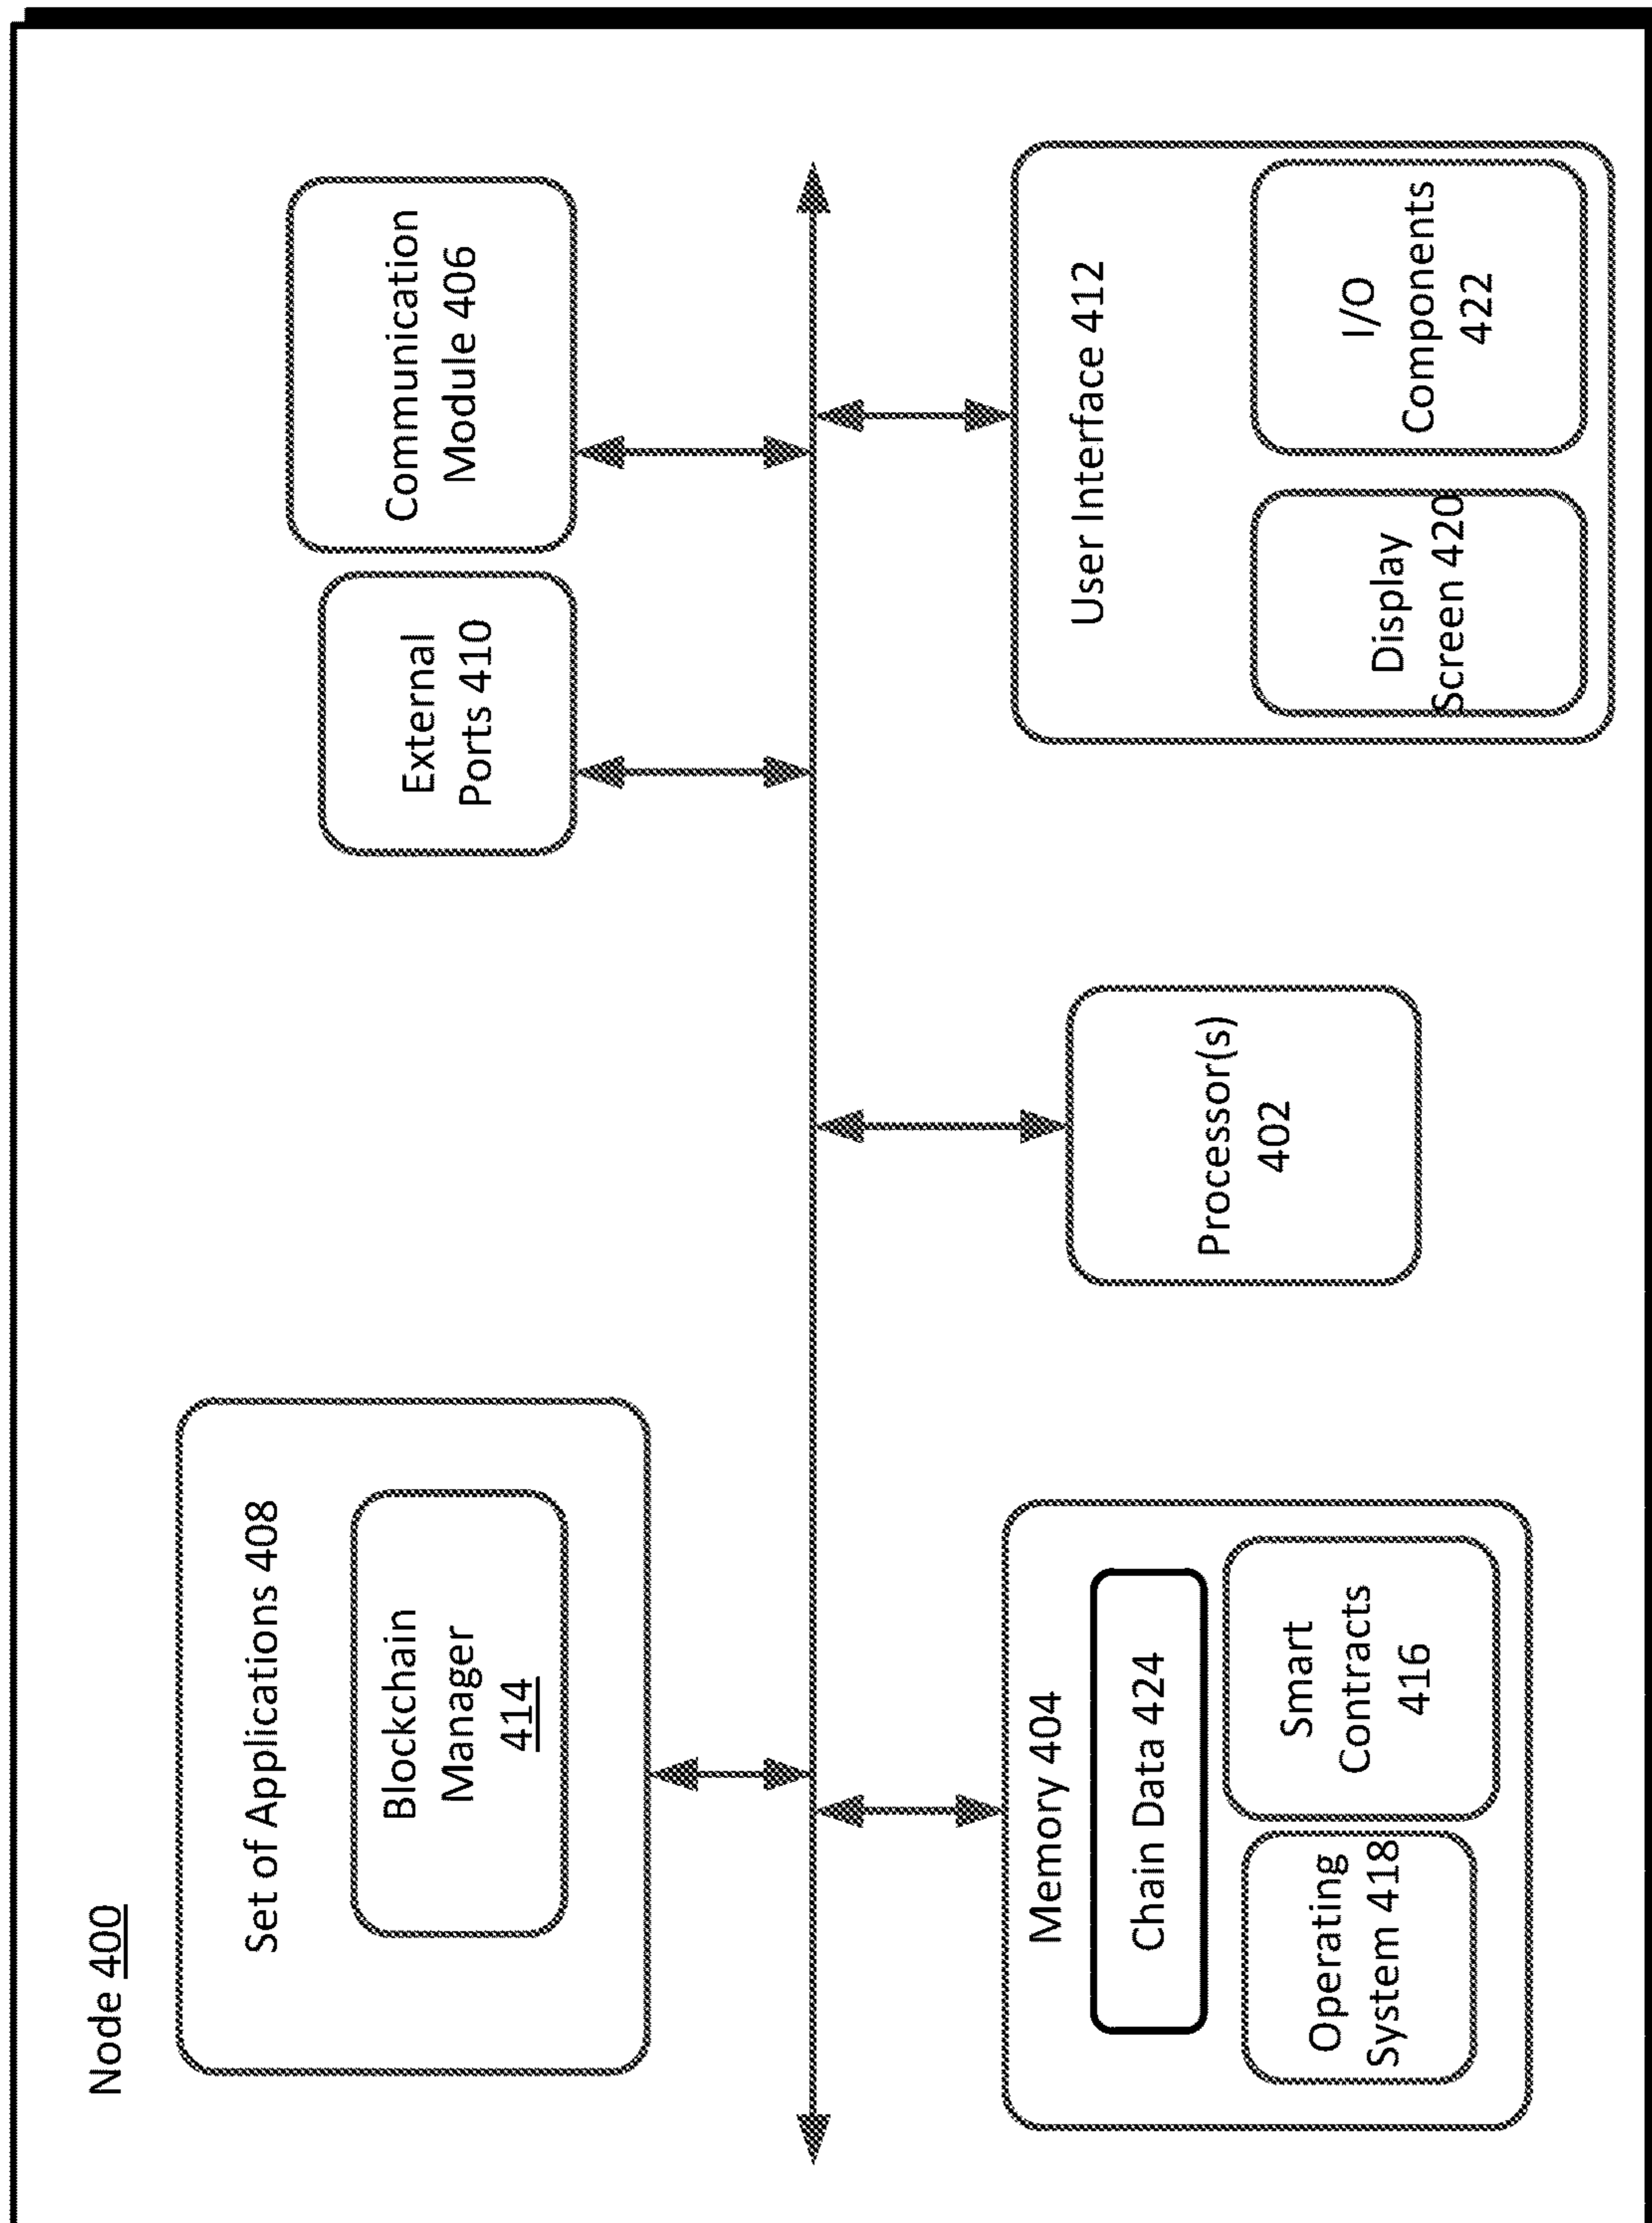 Node 400
Set of Applications 408
Blockchain
Manager
414
External
Ports 410
Communication
Module 406
Memory 404
Chain Data 424
Operating
System 418
Smart
Contracts
416
Processor(s)
402
User Interface 412
Display
Screen 420
I/O
Components
422